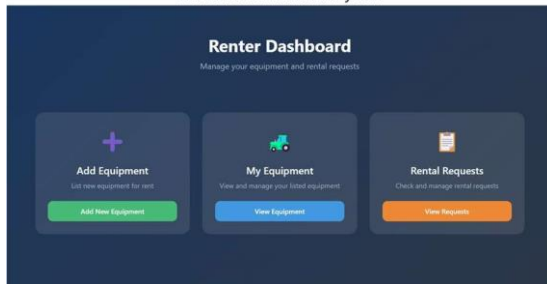 Renter Dashboard
Manage your equipment and rental requests
Add Equipment
List new equipment for rent
Add New Equipment
My Equipment
View and manage your listed equipment
View Equipment
Rental Requests
Check and manage rental requests
View Requests